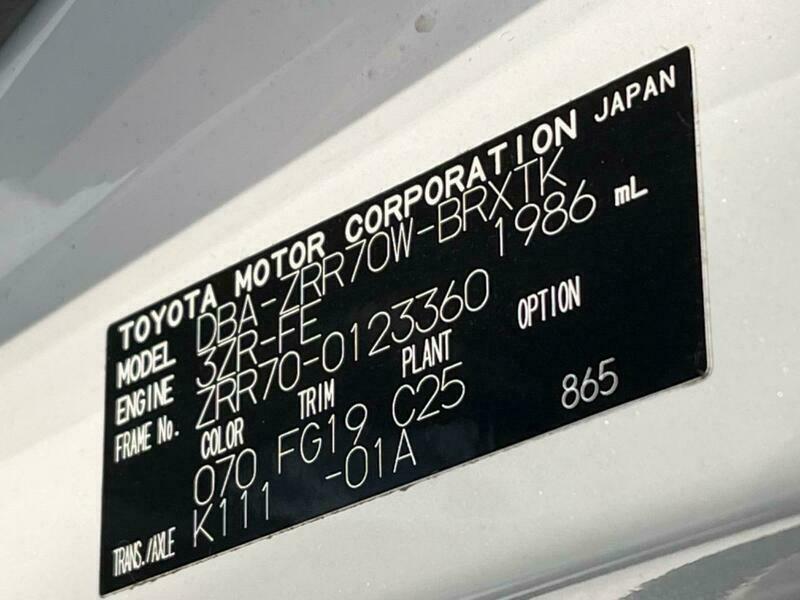 TOYOTA MOTOR CORPORATION JAPAN
MODEL DBA-ZRR70W-BRXTK
ENGINE 3ZR-FE 1986 mL
FRAME No. ZRR70-0123360
COLOR TRIM PLANT OPTION
070 FG19 C25 865
TRANS./AXLE K111 -01A